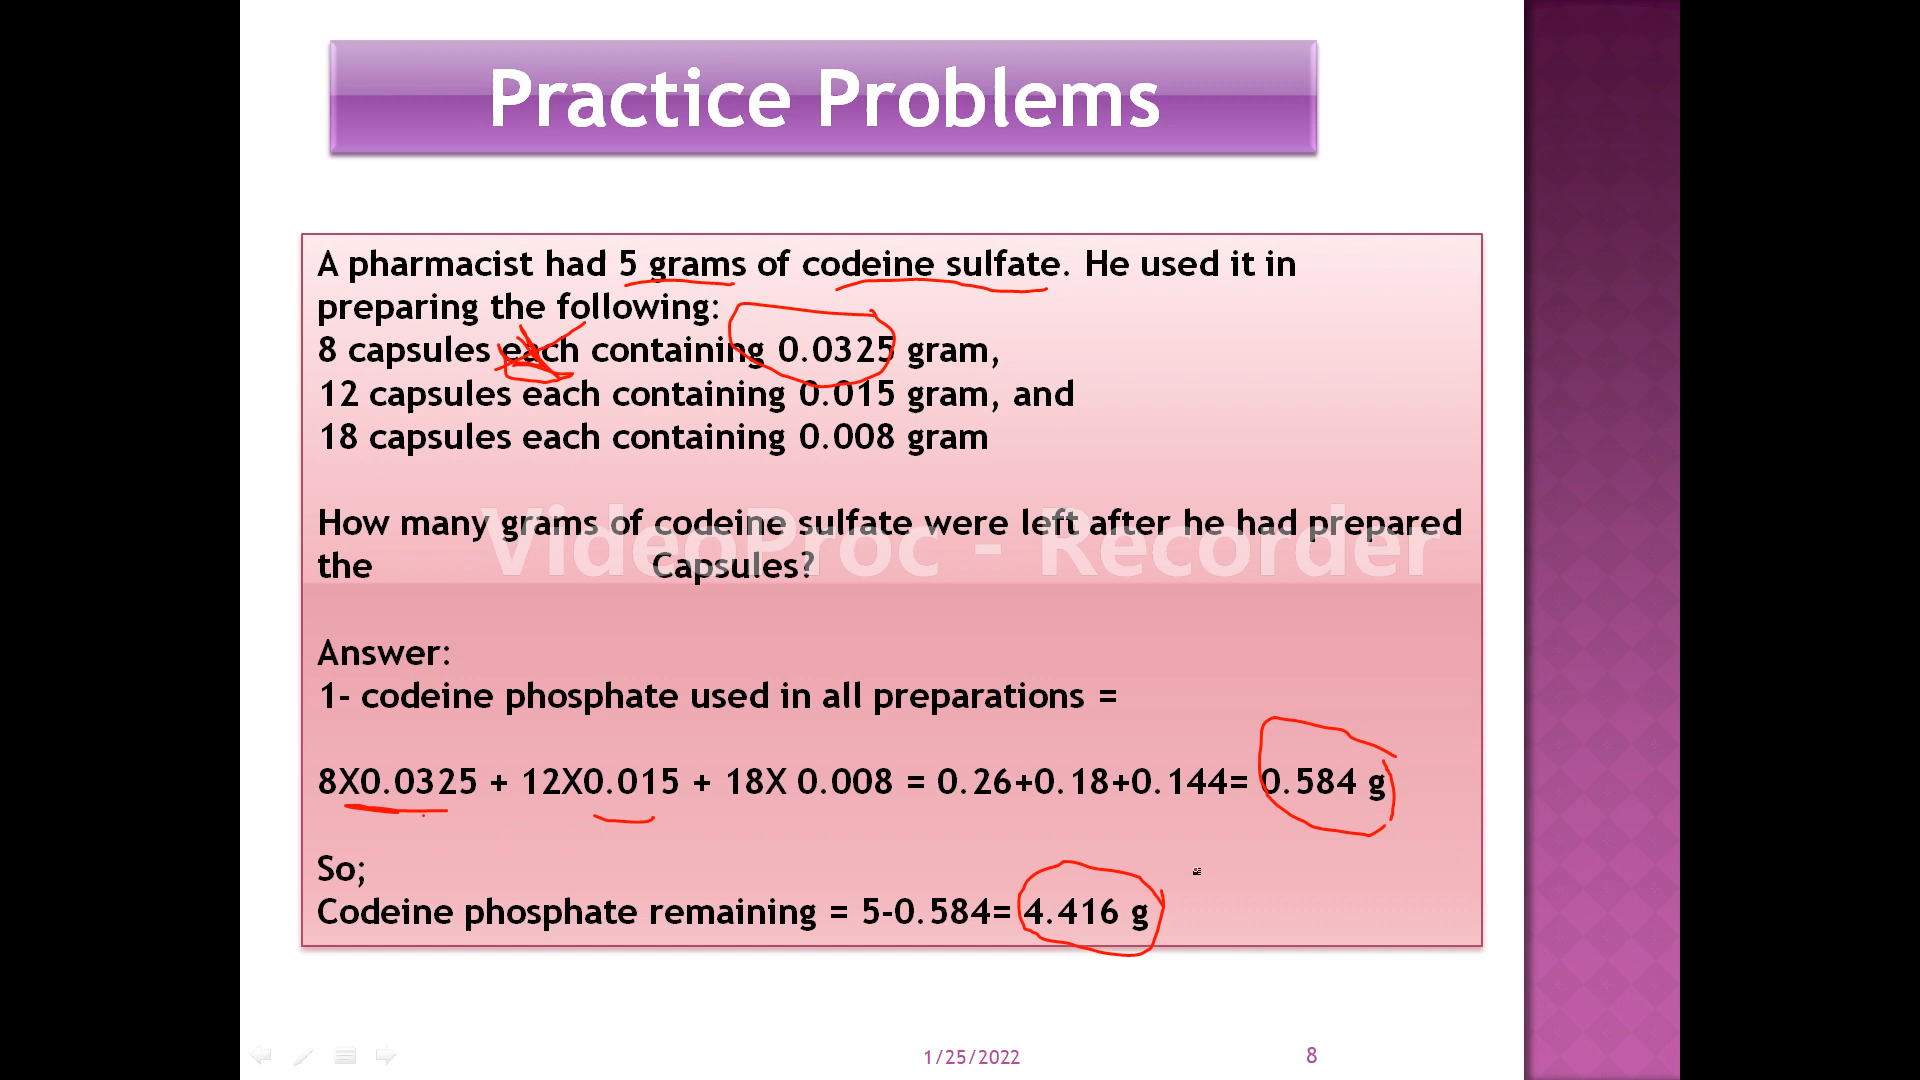 Practice Problems
A pharmacist had 5 grams of codeine sulfate. He used it in
preparing the following:
8 capsules each containing 0.0325 gram,
12 capsules each containing 0.015 gram, and
18 capsules each containing 0.008 gram
How many grams of codeine sulfate were left after he had prepared
the Capsules?
VideoProc - Recorder
Answer:
1- codeine phosphate used in all preparations =
8X0.0325 + 12X0.015 + 18X 0.008 = 0.26+0.18+0.144= 0.584 g
So;
Codeine phosphate remaining = 5-0.584= 4.416 g
1/25/2022
8